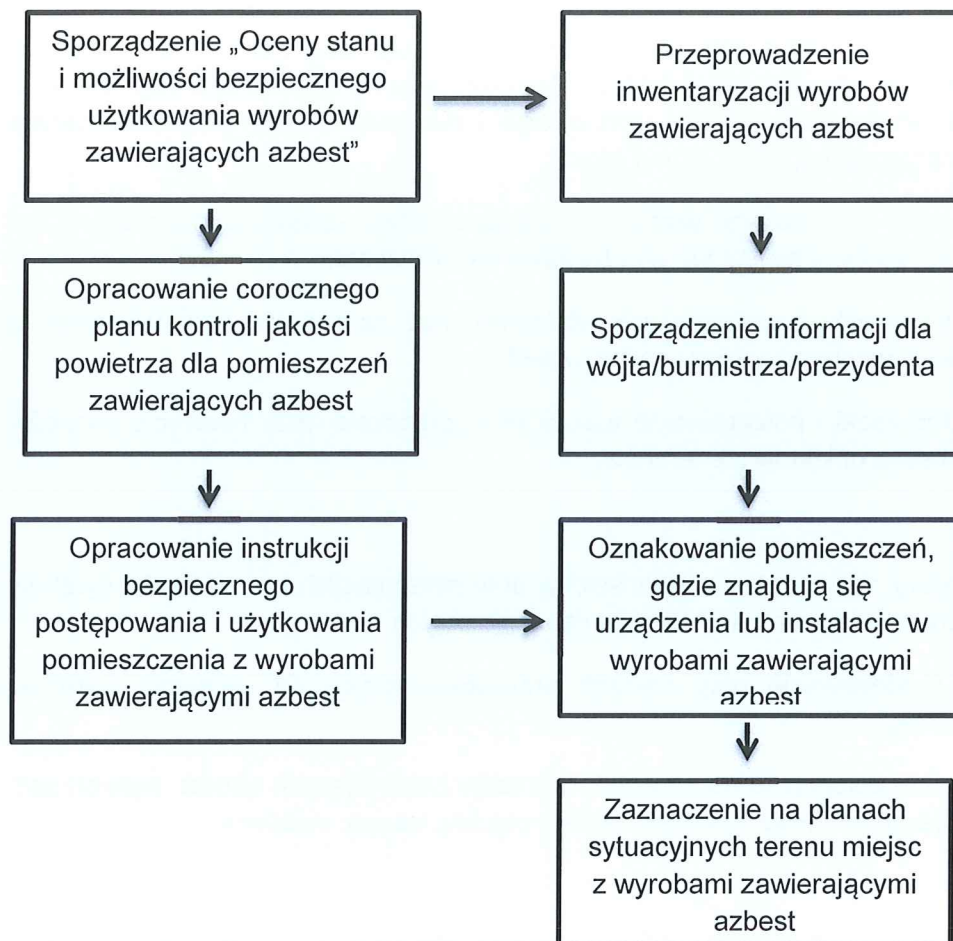 Sporządzenie „Oceny stanu
i możliwości bezpiecznego
użytkowania wyrobów
zawierających azbest”
Przeprowadzenie
inwentaryzacji wyrobów
zawierających azbest
Opracowanie corocznego
planu kontroli jakości
powietrza dla pomieszczeń
zawierających azbest
Sporządzenie informacji dla
wójta/burmistrza/prezydenta
Opracowanie instrukcji
bezpiecznego
postępowania i użytkowania
pomieszczenia z wyrobami
zawierającymi azbest
Oznakowanie pomieszczeń,
gdzie znajdują się
urządzenia lub instalacje w
wyrobami zawierającymi
azbest
Zaznaczenie na planach
sytuacyjnych terenu miejsc
z wyrobami zawierającymi
azbest